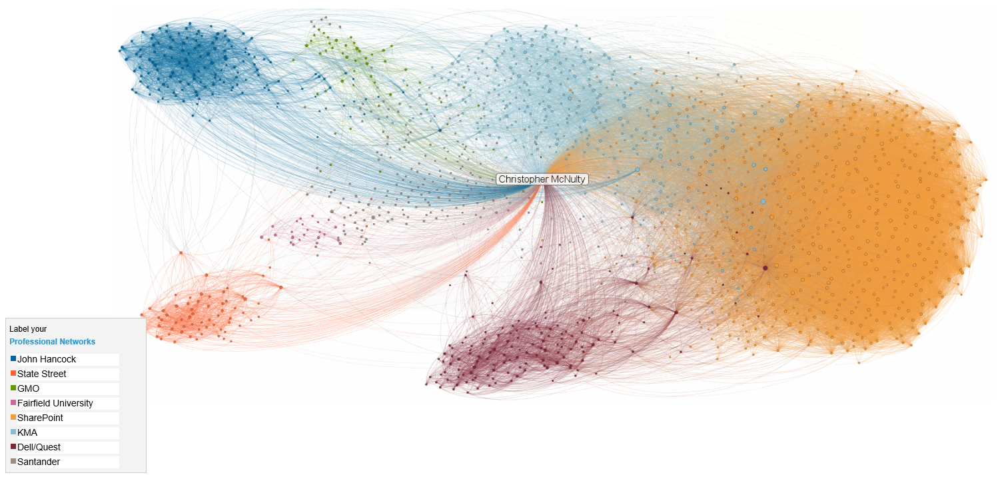 Christopher McNulty
Label your
Professional Networks
John Hancock
State Street
GMO
Fairfield University
SharePoint
KMA
Dell/Quest
Santander